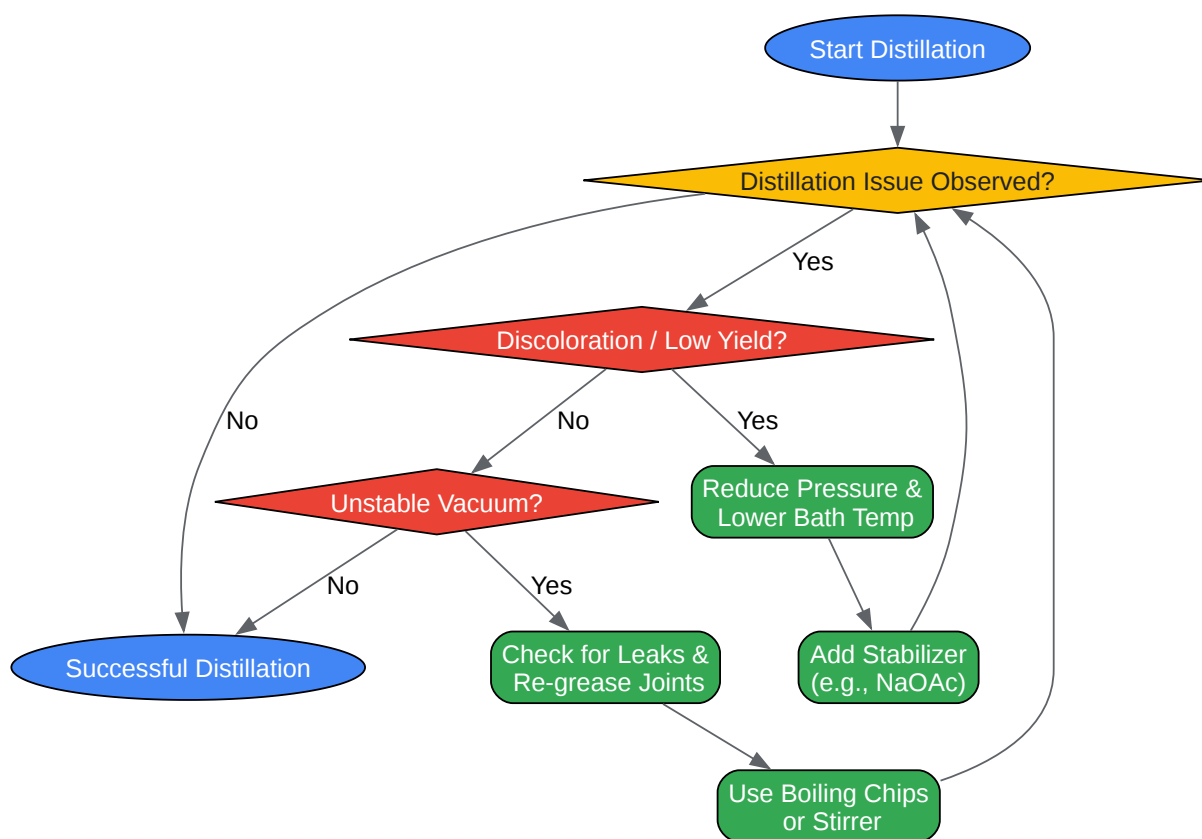 Start Distillation
Distillation Issue Observed?
Yes
Discoloration / Low Yield?
No
No
Yes
Unstable Vacuum?
Reduce Pressure &
Lower Bath Temp
No
Yes
Successful Distillation
Check for Leaks &
Re-grease Joints
Add Stabilizer
(e.g., NaOAc)
Use Boiling Chips
or Stirrer